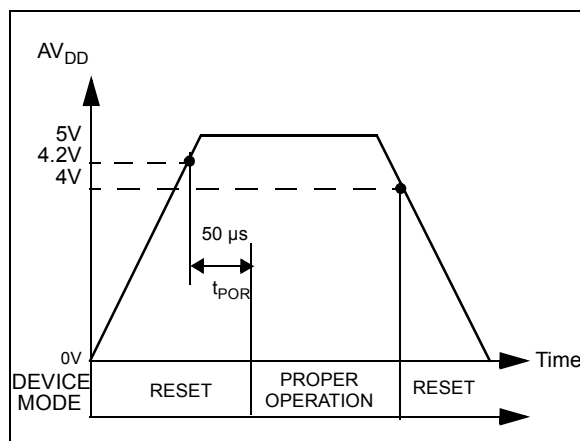 AVDD
5V
4.2V
4V
50 µs
tPOR
0V
Time
DEVICE
MODE
RESET
PROPER
OPERATION
RESET